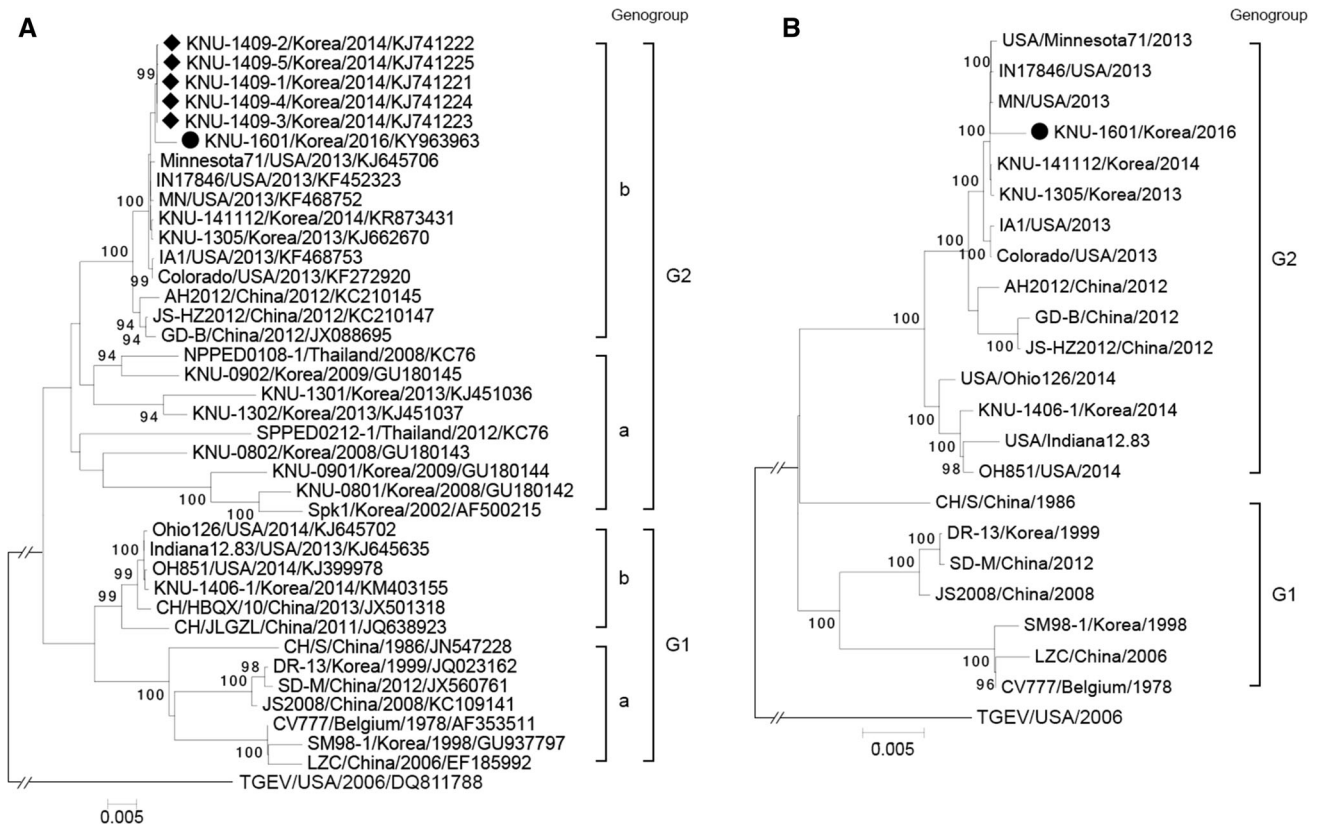 A
Genogroup
KNU-1409-2/Korea/2014/KJ741222
KNU-1409-5/Korea/2014/KJ741225
99
KNU-1409-1/Korea/2014/KJ741221
KNU-1409-4/Korea/2014/KJ741224
KNU-1409-3/Korea/2014/KJ741223
KNU-1601/Korea/2016/KY963963
Minnesota71/USA/2013/KJ645706
IN17846/USA/2013/KF452323
b
100
MN/USA/2013/KF468752
KNU-141112/Korea/2014/KR873431
KNU-1305/Korea/2013/KJ662670
100
IA1/USA/2013/KF468753
99
Colorado/USA/2013/KF272920
G2
AH2012/China/2012/KC210145
JS-HZ2012/China/2012/KC210147
94
GD-B/China/2012/JX088695
94
94
NPPED0108-1/Thailand/2008/KC76
KNU-0902/Korea/2009/GU180145
KNU-1301/Korea/2013/KJ451036
94
KNU-1302/Korea/2013/KJ451037
SPPED0212-1/Thailand/2012/KC76
a
KNU-0802/Korea/2008/GU180143
KNU-0901/Korea/2009/GU180144
100
KNU-0801/Korea/2008/GU180142
100
Spk1/Korea/2002/AF500215
Ohio126/USA/2014/KJ645702
100
Indiana12.83/USA/2013/KJ645635
99
OH851/USA/2014/KJ399978
b
99
KNU-1406-1/Korea/2014/KM403155
CH/HBQX/10/China/2013/JX501318
CH/JLGZL/China/2011/JQ638923
G1
CH/S/China/1986/JN547228
98
DR-13/Korea/1999/JQ023162
100
SD-M/China/2012/JX560761
100
JS2008/China/2008/KC109141
a
CV777/Belgium/1978/AF353511
SM98-1/Korea/1998/GU937797
100
LZC/China/2006/EF185992
TGEV/USA/2006/DQ811788
0.005
B
Genogroup
USA/Minnesota71/2013
100
IN17846/USA/2013
MN/USA/2013
100
KNU-1601/Korea/2016
KNU-141112/Korea/2014
100
KNU-1305/Korea/2013
IA1/USA/2013
100
100
Colorado/USA/2013
G2
AH2012/China/2012
100
GD-B/China/2012
100
JS-HZ2012/China/2012
USA/Ohio126/2014
100
KNU-1406-1/Korea/2014
100
USA/Indiana12.83
98
OH851/USA/2014
CH/S/China/1986
100
DR-13/Korea/1999
100
SD-M/China/2012
JS2008/China/2008
G1
100
SM98-1/Korea/1998
100
LZC/China/2006
96
CV777/Belgium/1978
TGEV/USA/2006
0.005